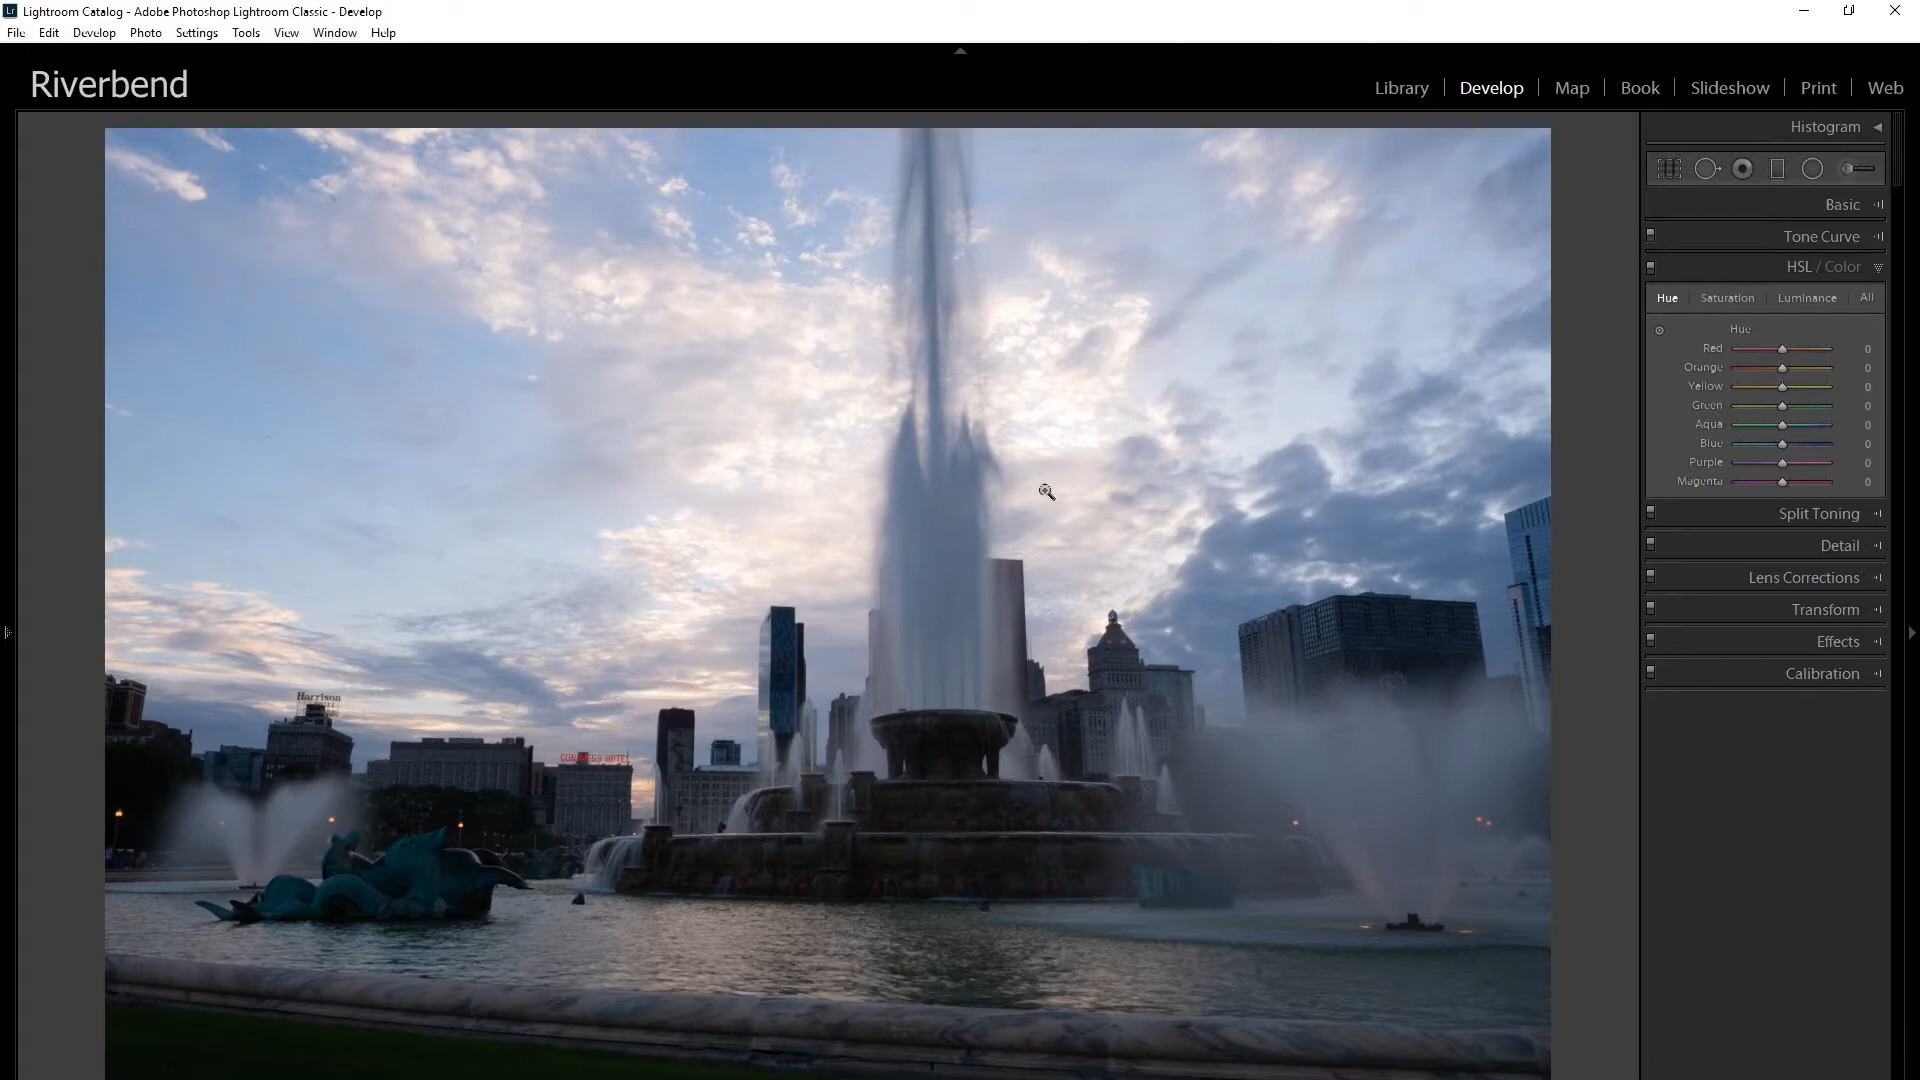 Lr Lightroom Catalog - Adobe Photoshop Lightroom Classic - Develop
File Edit Develop Photo Settings Tools View Window Help
Riverbend
Library | Develop | Map | Book | Slideshow | Print | Web
Histogram
Basic
Tone Curve
HSL / Color
Hue Saturation Luminance All
Hue
Red 0
Orange 0
Yellow 0
Green 0
Aqua 0
Blue 0
Purple 0
Magenta 0
Split Toning
Detail
Lens Corrections
Transform
Effects
Calibration
Harrison
CONGRESS HOTEL